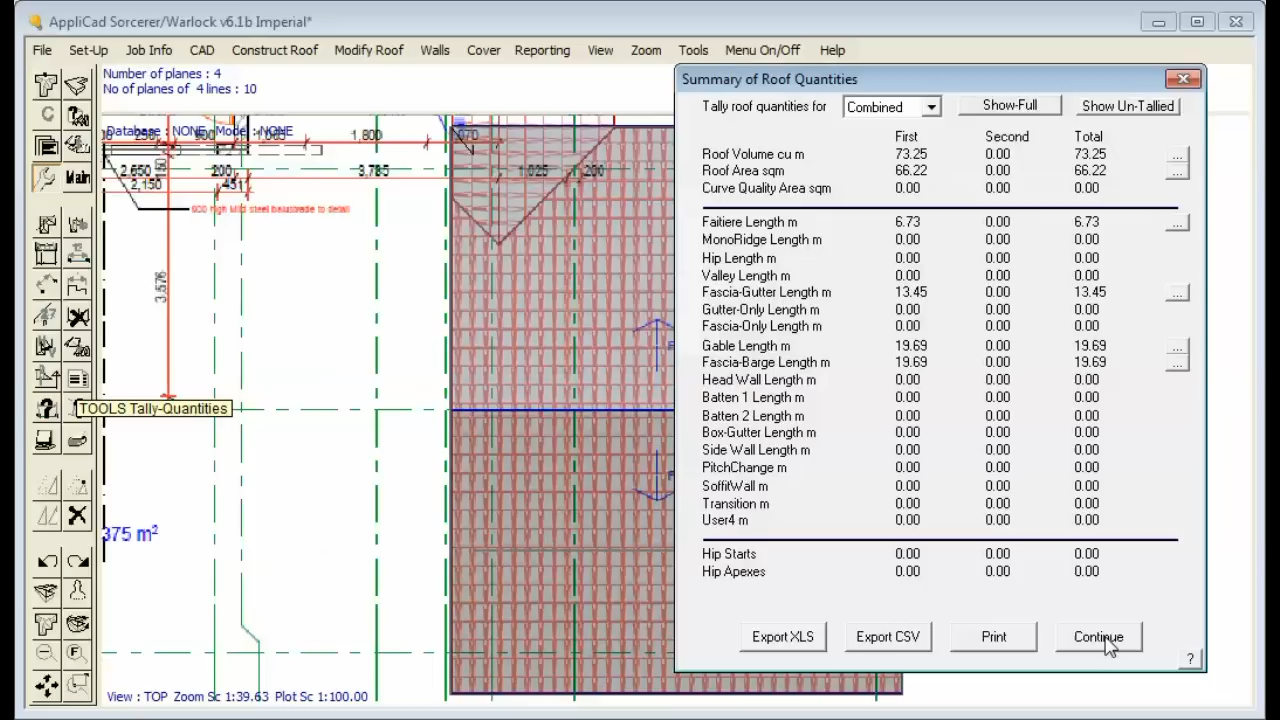 AppliCad Sorcerer/Warlock v6.1b Imperial*
File Set-Up Job Info CAD Construct Roof Modify Roof Walls Cover Reporting View Zoom Tools Menu On/Off Help
Number of planes : 4
No of planes of 4 lines : 10
Database : NONE Model : NONE
1.800
2.650 200 3.785 1.025 200
2,150 431
900 high Mild steel balustrade to detail
3.576
Main
TOOLS Tally-Quantities
375 m²
View : TOP Zoom Sc 1:39.63 Plot Sc 1:100.00
Summary of Roof Quantities
Tally roof quantities for Combined Show-Full Show Un-Tallied
First Second Total
Roof Volume cu m 73.25 0.00 73.25 ...
Roof Area sqm 66.22 0.00 66.22 ...
Curve Quality Area sqm 0.00 0.00 0.00
Faitiere Length m 6.73 0.00 6.73 ...
MonoRidge Length m 0.00 0.00 0.00
Hip Length m 0.00 0.00 0.00
Valley Length m 0.00 0.00 0.00
Fascia-Gutter Length m 13.45 0.00 13.45 ...
Gutter-Only Length m 0.00 0.00 0.00
Fascia-Only Length m 0.00 0.00 0.00
Gable Length m 19.69 0.00 19.69 ...
Fascia-Barge Length m 19.69 0.00 19.69 ...
Head Wall Length m 0.00 0.00 0.00
Batten 1 Length m 0.00 0.00 0.00
Batten 2 Length m 0.00 0.00 0.00
Box-Gutter Length m 0.00 0.00 0.00
Side Wall Length m 0.00 0.00 0.00
PitchChange m 0.00 0.00 0.00
SoffitWall m 0.00 0.00 0.00
Transition m 0.00 0.00 0.00
User4 m 0.00 0.00 0.00
Hip Starts 0.00 0.00 0.00
Hip Apexes 0.00 0.00 0.00
Export XLS Export CSV Print Continue
?